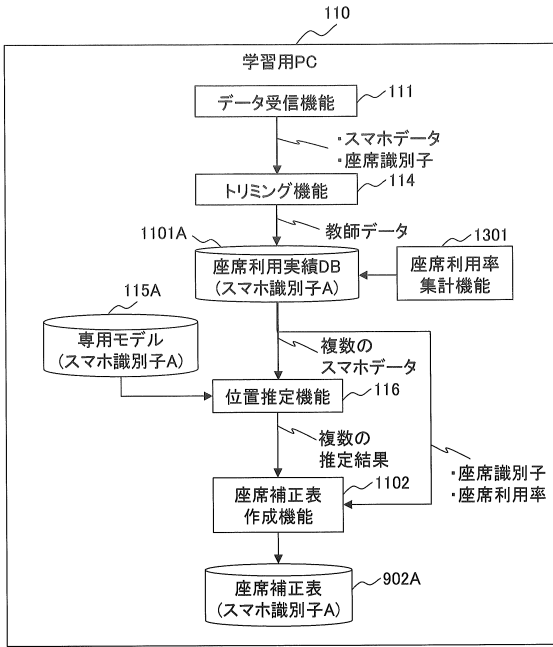 110
学習用PC
データ受信機能
111
・スマホデータ
・座席識別子
トリミング機能
114
教師データ
1101A
座席利用実績DB
(スマホ識別子A)
1301
座席利用率
集計機能
115A
専用モデル
(スマホ識別子A)
複数の
スマホデータ
位置推定機能
116
複数の
推定結果
・座席識別子
・座席利用率
座席補正表
作成機能
1102
座席補正表
(スマホ識別子A)
902A